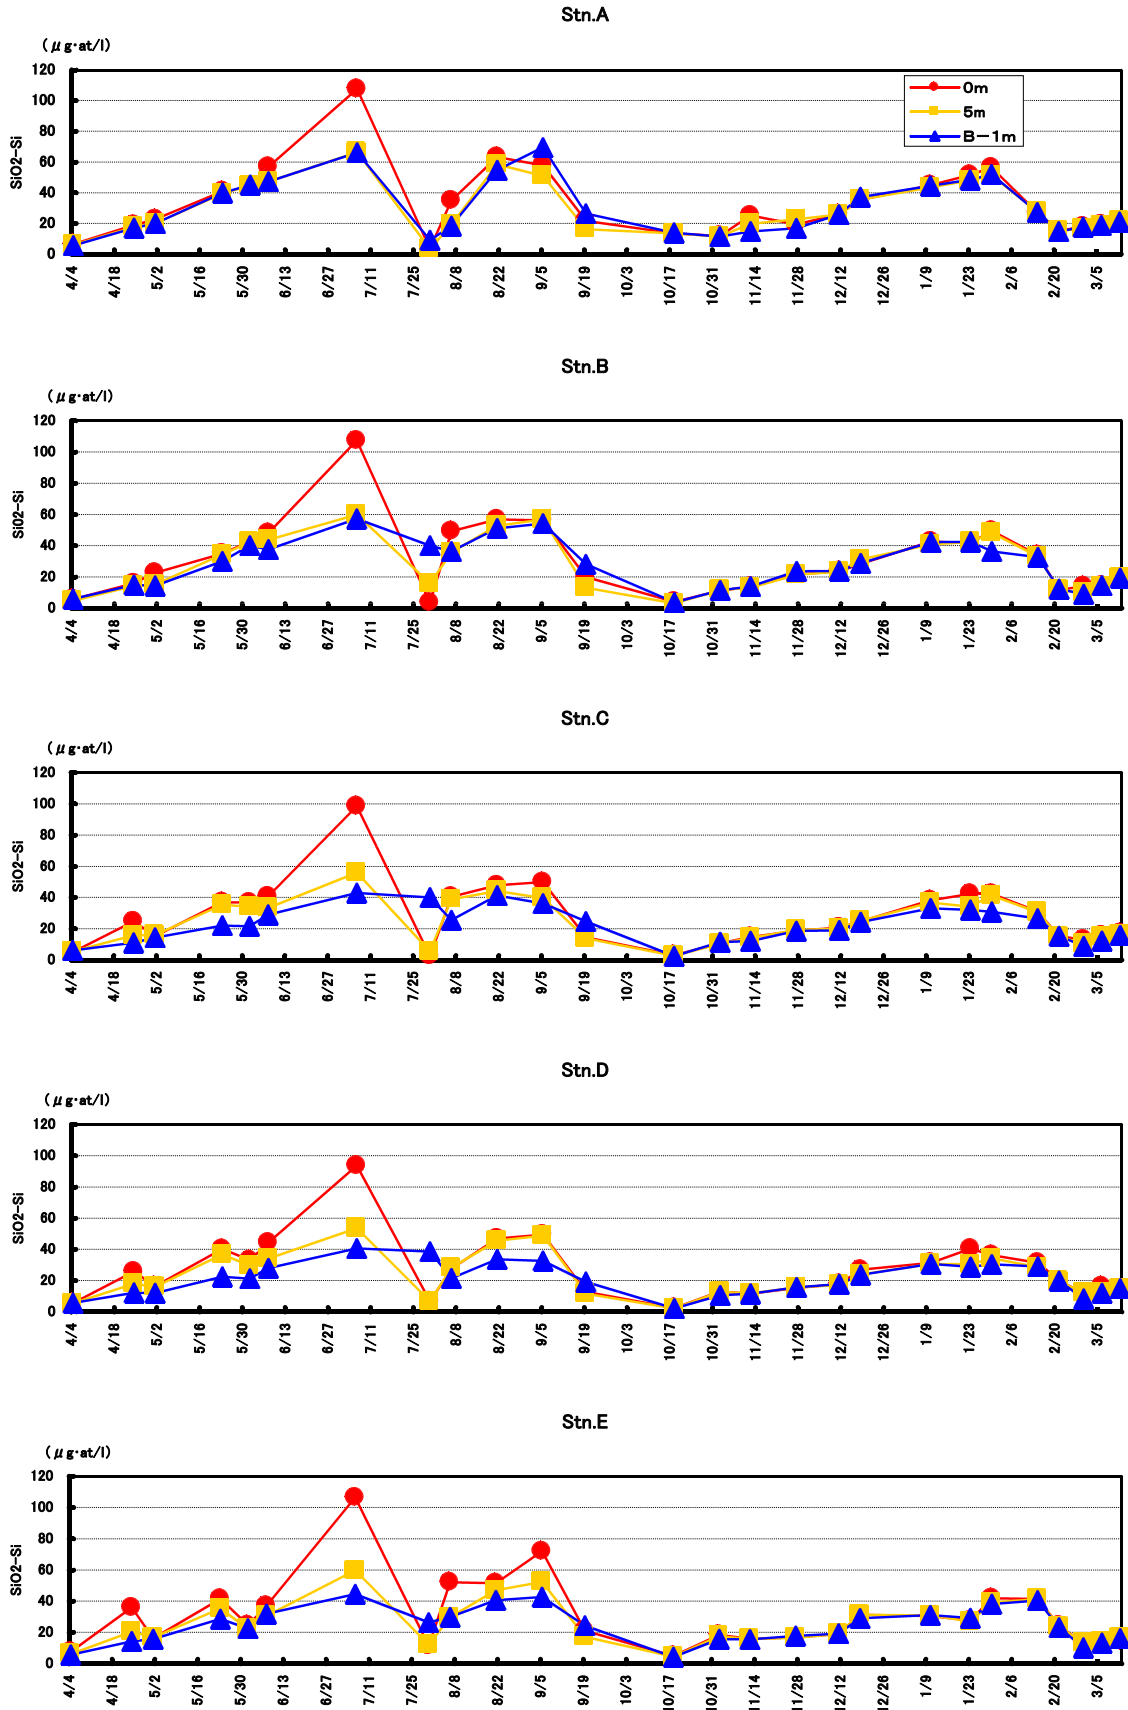 Stn.A
(μg·at/l)
SiO2-Si
120
100
80
60
40
20
0
0m
5m
B-1m
4/4 4/18 5/2 5/16 5/30 6/13 6/27 7/11 7/25 8/8 8/22 9/5 9/19 10/3 10/17 10/31 11/14 11/28 12/12 12/26 1/9 1/23 2/6 2/20 3/5
Stn.B
(μg·at/l)
SiO2-Si
120
100
80
60
40
20
0
4/4 4/18 5/2 5/16 5/30 6/13 6/27 7/11 7/25 8/8 8/22 9/5 9/19 10/3 10/17 10/31 11/14 11/28 12/12 12/26 1/9 1/23 2/6 2/20 3/5
Stn.C
(μg·at/l)
SiO2-Si
120
100
80
60
40
20
0
4/4 4/18 5/2 5/16 5/30 6/13 6/27 7/11 7/25 8/8 8/22 9/5 9/19 10/3 10/17 10/31 11/14 11/28 12/12 12/26 1/9 1/23 2/6 2/20 3/5
Stn.D
(μg·at/l)
SiO2-Si
120
100
80
60
40
20
0
4/4 4/18 5/2 5/16 5/30 6/13 6/27 7/11 7/25 8/8 8/22 9/5 9/19 10/3 10/17 10/31 11/14 11/28 12/12 12/26 1/9 1/23 2/6 2/20 3/5
Stn.E
(μg·at/l)
SiO2-Si
120
100
80
60
40
20
0
4/4 4/18 5/2 5/16 5/30 6/13 6/27 7/11 7/25 8/8 8/22 9/5 9/19 10/3 10/17 10/31 11/14 11/28 12/12 12/26 1/9 1/23 2/6 2/20 3/5